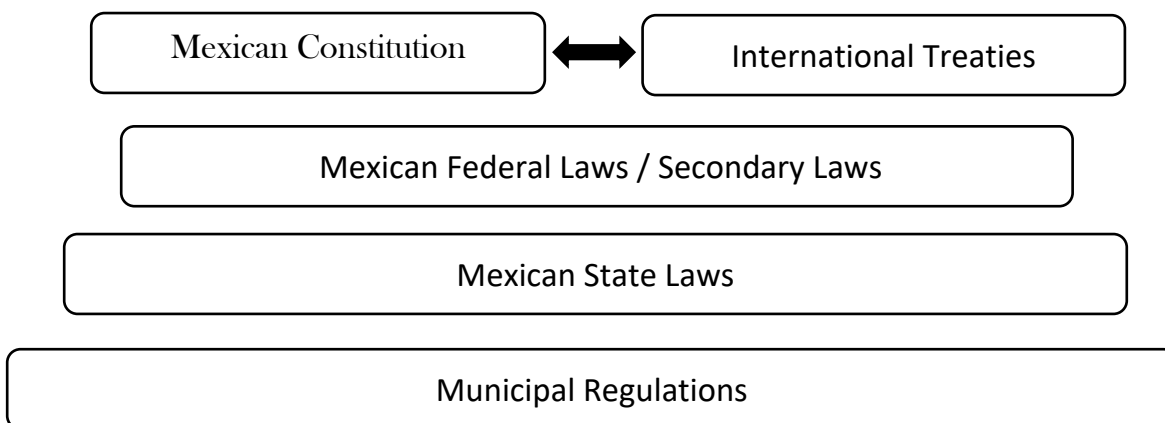 Mexican Constitution
International Treaties
Mexican Federal Laws / Secondary Laws
Mexican State Laws
Municipal Regulations